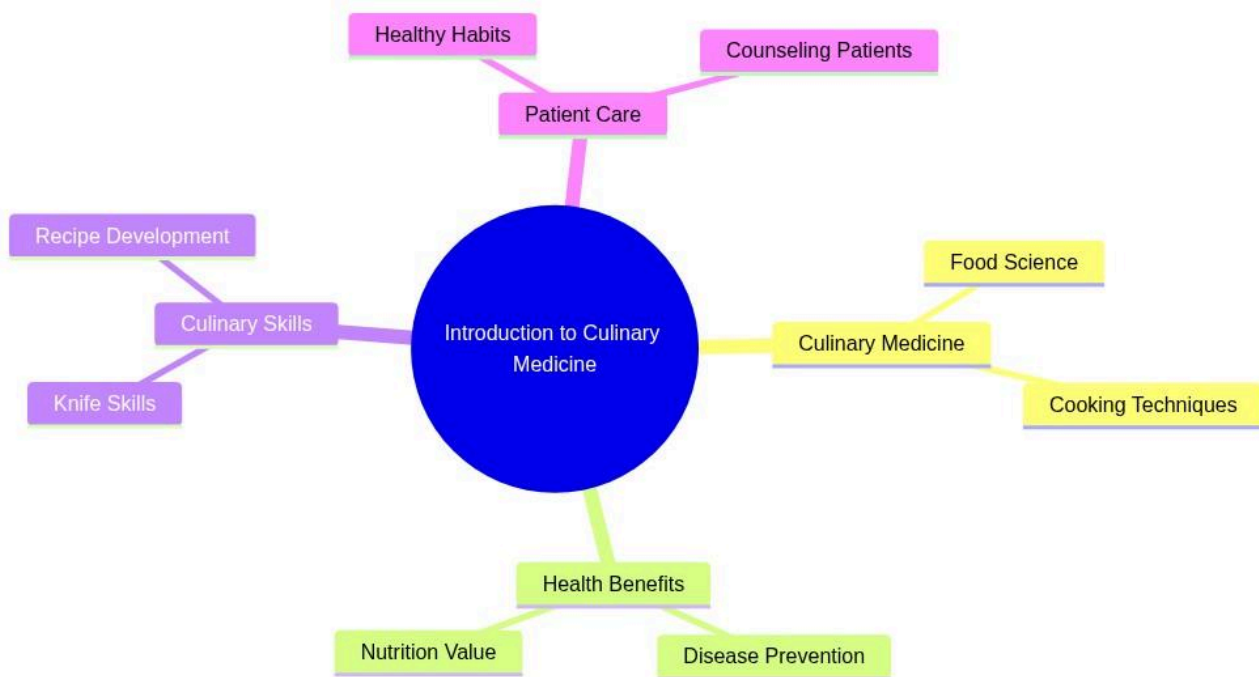 Healthy Habits
Counseling Patients
Patient Care
Recipe Development
Food Science
Culinary Skills
Introduction to Culinary
Medicine
Culinary Medicine
Knife Skills
Cooking Techniques
Health Benefits
Nutrition Value
Disease Prevention